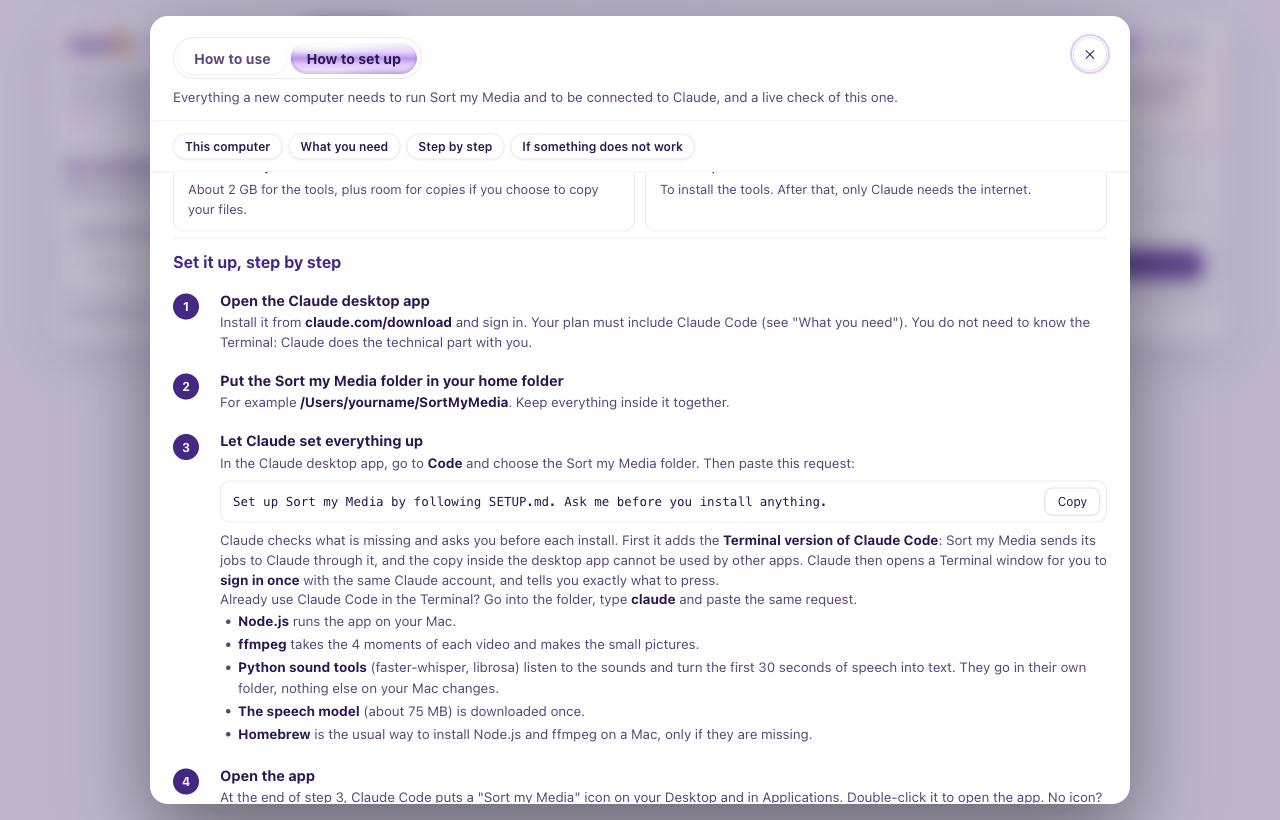 How to use
How to set up
Everything a new computer needs to run Sort my Media and to be connected to Claude, and a live check of this one.
This computer
What you need
Step by step
If something does not work
About 2 GB for the tools, plus room for copies if you choose to copy
your files.
To install the tools. After that, only Claude needs the internet.
Set it up, step by step
1
Open the Claude desktop app
Install it from claude.com/download and sign in. Your plan must include Claude Code (see "What you need"). You do not need to know the
Terminal: Claude does the technical part with you.
2
Put the Sort my Media folder in your home folder
For example /Users/yourname/SortMyMedia. Keep everything inside it together.
3
Let Claude set everything up
In the Claude desktop app, go to Code and choose the Sort my Media folder. Then paste this request:
Set up Sort my Media by following SETUP.md. Ask me before you install anything.
Copy
Claude checks what is missing and asks you before each install. First it adds the Terminal version of Claude Code: Sort my Media sends its
jobs to Claude through it, and the copy inside the desktop app cannot be used by other apps. Claude then opens a Terminal window for you to
sign in once with the same Claude account, and tells you exactly what to press.
Already use Claude Code in the Terminal? Go into the folder, type claude and paste the same request.
• Node.js runs the app on your Mac.
• ffmpeg takes the 4 moments of each video and makes the small pictures.
• Python sound tools (faster-whisper, librosa) listen to the sounds and turn the first 30 seconds of speech into text. They go in their own
folder, nothing else on your Mac changes.
• The speech model (about 75 MB) is downloaded once.
• Homebrew is the usual way to install Node.js and ffmpeg on a Mac, only if they are missing.
4
Open the app
At the end of step 3, Claude Code puts a "Sort my Media" icon on your Desktop and in Applications. Double-click it to open the app. No icon?